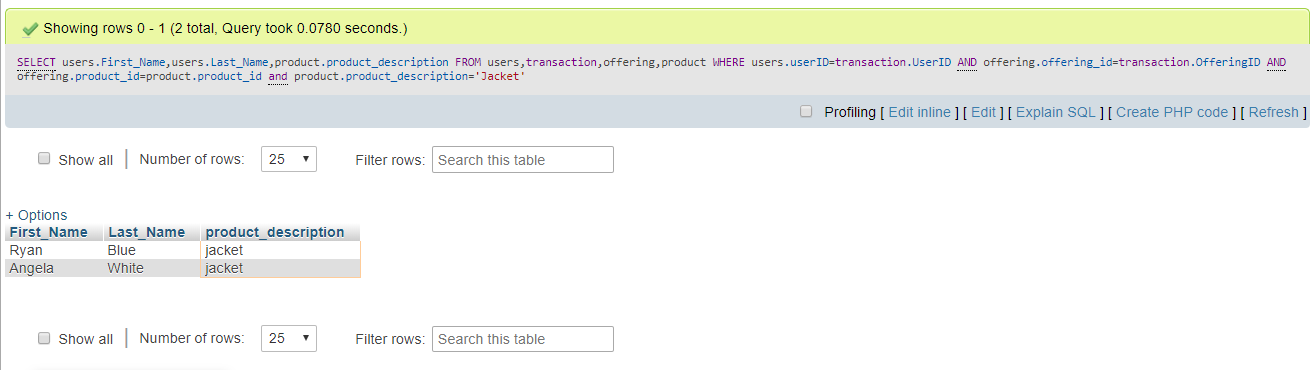 Showing rows 0 - 1 (2 total, Query took 0.0780 seconds.)
SELECT users.First_Name,users.Last_Name,product.product_description FROM users,transaction,offering,product WHERE users.userID=transaction.UserID AND offering.offering_id=transaction.OfferingID AND
offering.product_id=product.product_id and product.product_description='Jacket'
Profiling [ Edit inline ] [ Edit ] [ Explain SQL ] [ Create PHP code ] [ Refresh ]
Show all | Number of rows: 25 Filter rows: Search this table
+ Options
First_Name Last_Name product_description
Ryan Blue jacket
Angela White jacket
Show all | Number of rows: 25 Filter rows: Search this table